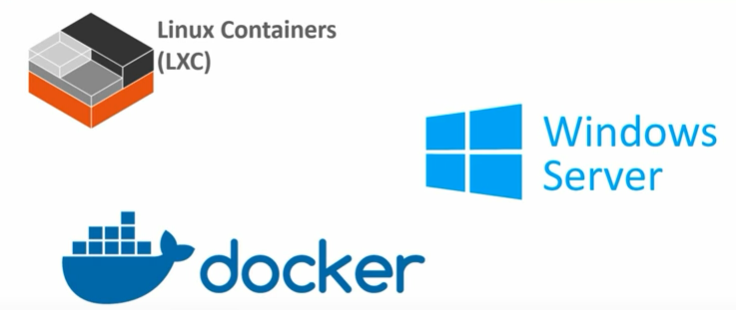 Linux Containers
(LXC)
Windows
Server
docker